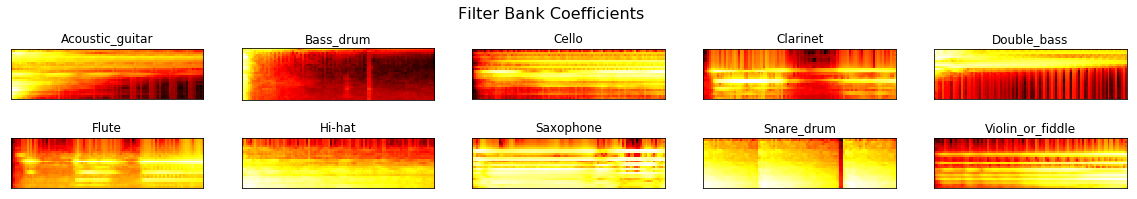 Filter Bank Coefficients
Acoustic_guitar Bass_drum Cello Clarinet Double_bass
Flute Hi-hat Saxophone Snare_drum Violin_or_fiddle